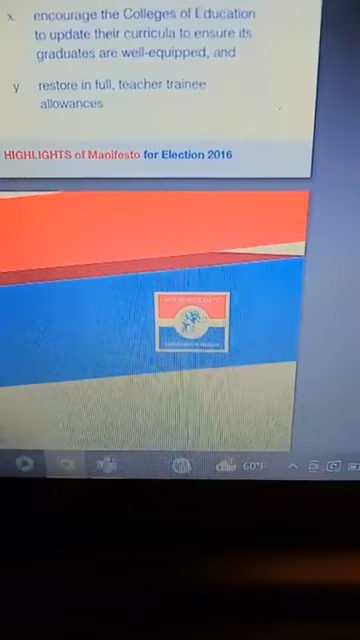 x. encourage the Colleges of Education
to update their curricula to ensure its
graduates are well-equipped, and
y restore in full, teacher trainee
allowances
HIGHLIGHTS of Manifesto for Election 2016
60°F